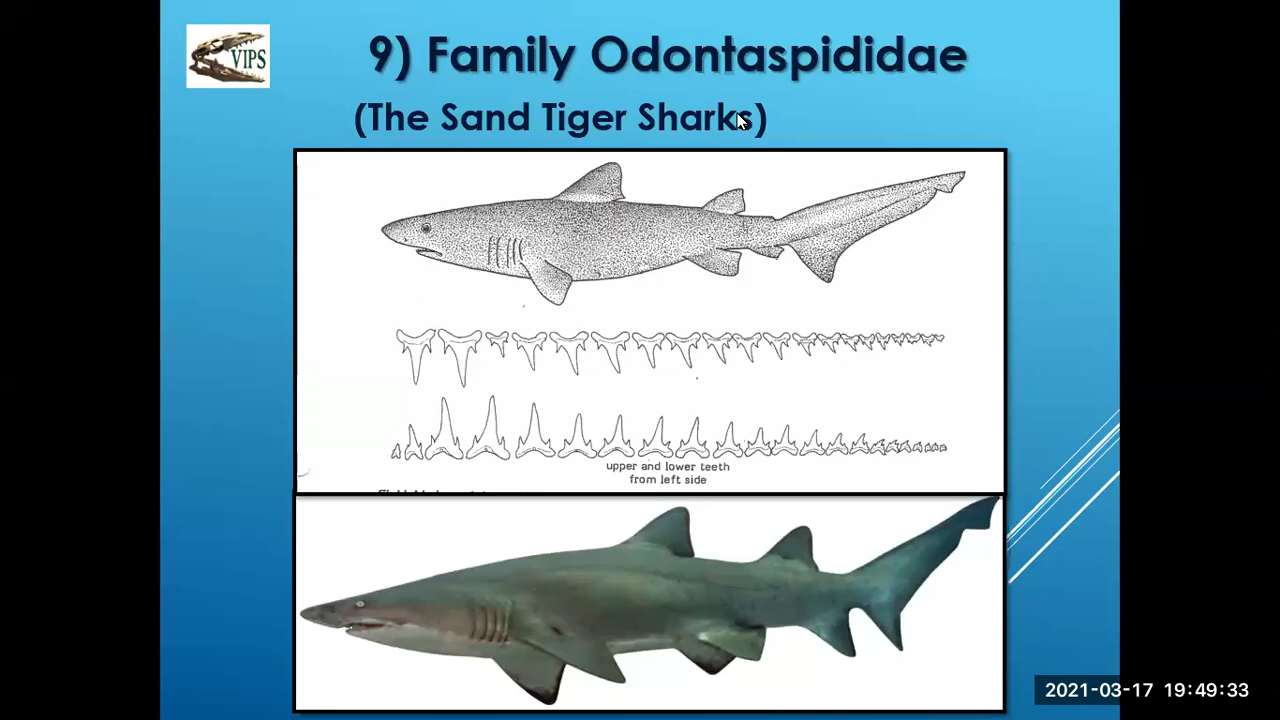 VIPS
9) Family Odontaspididae
(The Sand Tiger Sharks)
upper and lower teeth
from left side
2021-03-17 19:49:33